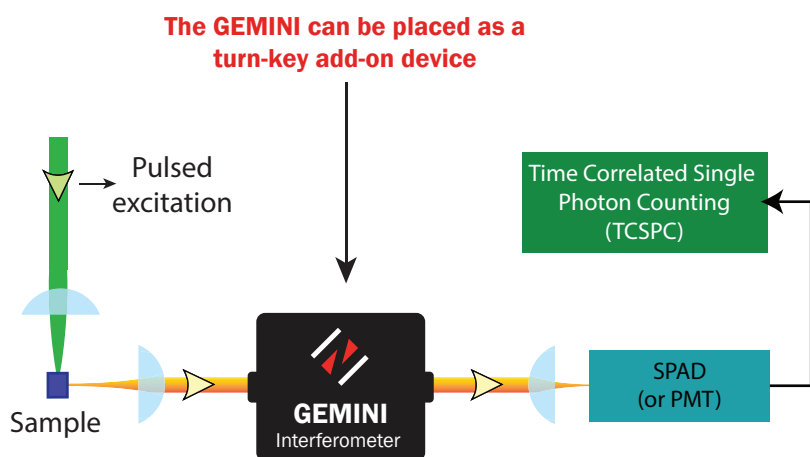 The GEMINI can be placed as a
turn-key add-on device
Pulsed
excitation
Time Correlated Single
Photon Counting
(TCSPC)
Sample
GEMINI
Interferometer
SPAD
(or PMT)